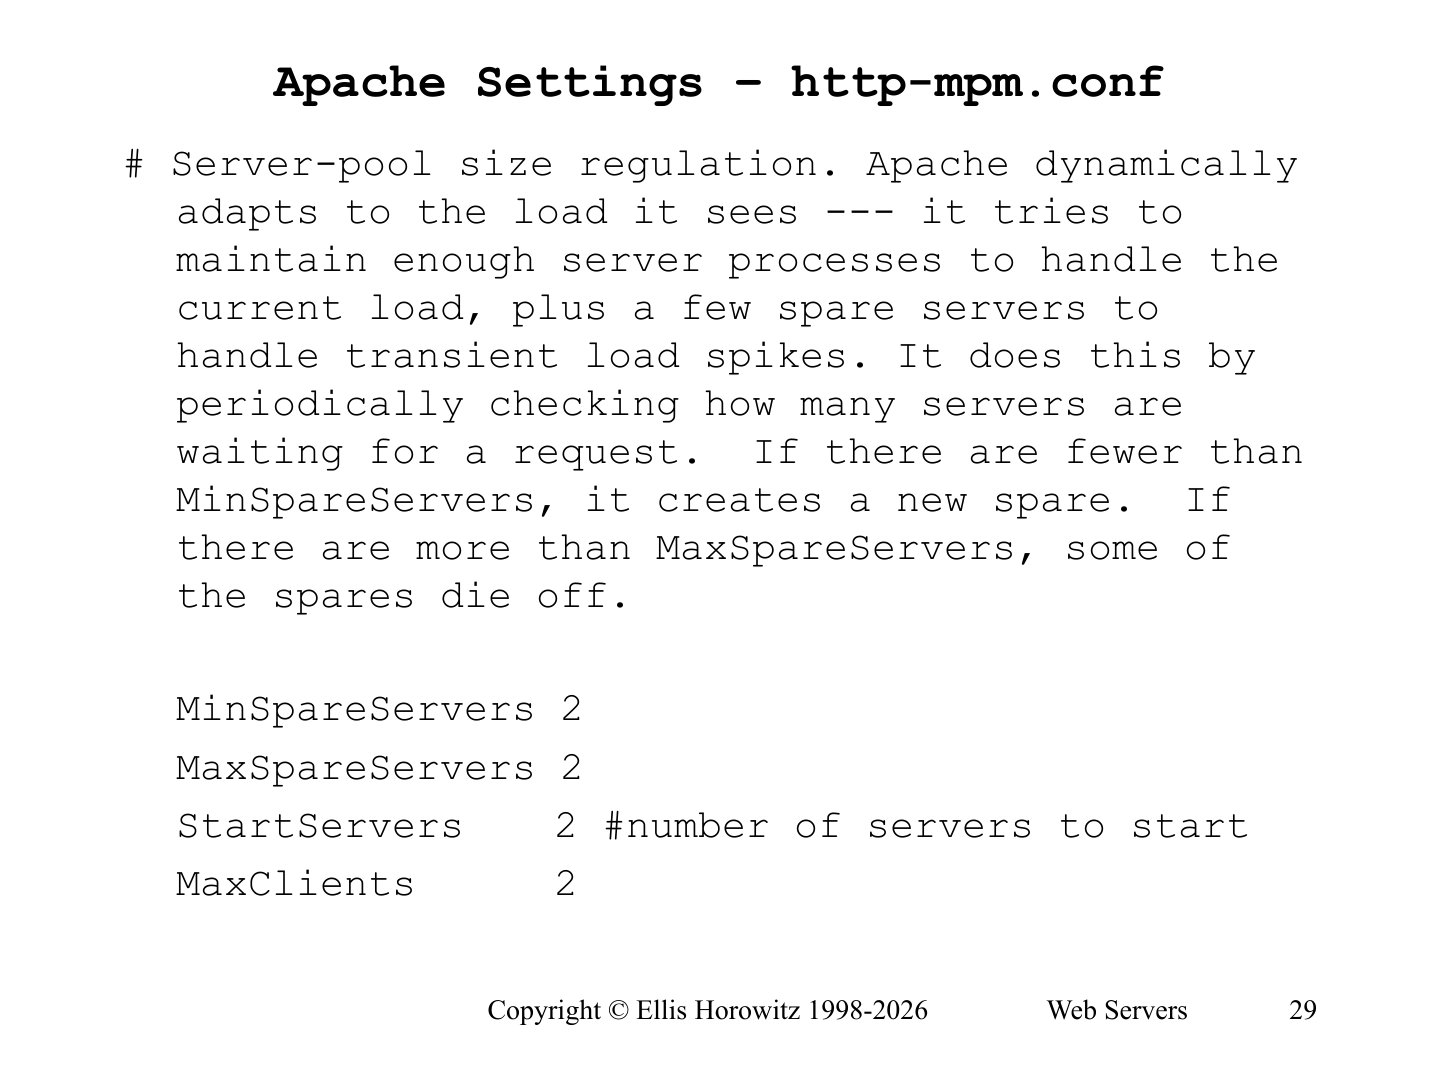 Apache Settings – http-mpm.conf
# Server-pool size regulation. Apache dynamically
adapts to the load it sees --- it tries to
maintain enough server processes to handle the
current load, plus a few spare servers to
handle transient load spikes. It does this by
periodically checking how many servers are
waiting for a request.  If there are fewer than
MinSpareServers, it creates a new spare.  If
there are more than MaxSpareServers, some of
the spares die off.
MinSpareServers 2
MaxSpareServers 2
StartServers    2 #number of servers to start
MaxClients      2
Copyright © Ellis Horowitz 1998-2026 Web Servers 29